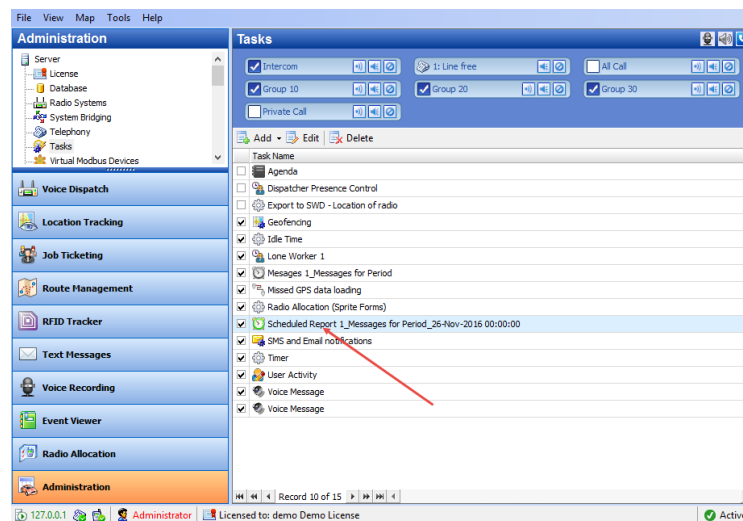 File View Map Tools Help
Administration
Server
License
Database
Radio Systems
System Bridging
Telephony
Tasks
Virtual Modbus Devices
Voice Dispatch
Location Tracking
Job Ticketing
Route Management
RFID Tracker
Text Messages
Voice Recording
Event Viewer
Radio Allocation
Administration
Tasks
Intercom 1: Line free All Call
Group 10 Group 20 Group 30
Private Call
Add Edit Delete
Task Name
Agenda
Dispatcher Presence Control
Export to SWD - Location of radio
Geofencing
Idle Time
Lone Worker 1
Mesages 1_Messages for Period
Missed GPS data loading
Radio Allocation (Sprite Forms)
Scheduled Report 1_Messages for Period_26-Nov-2016 00:00:00
SMS and Email notifications
Timer
User Activity
Voice Message
Voice Message
Record 10 of 15
127.0.0.1 Administrator Licensed to: demo Demo License Active